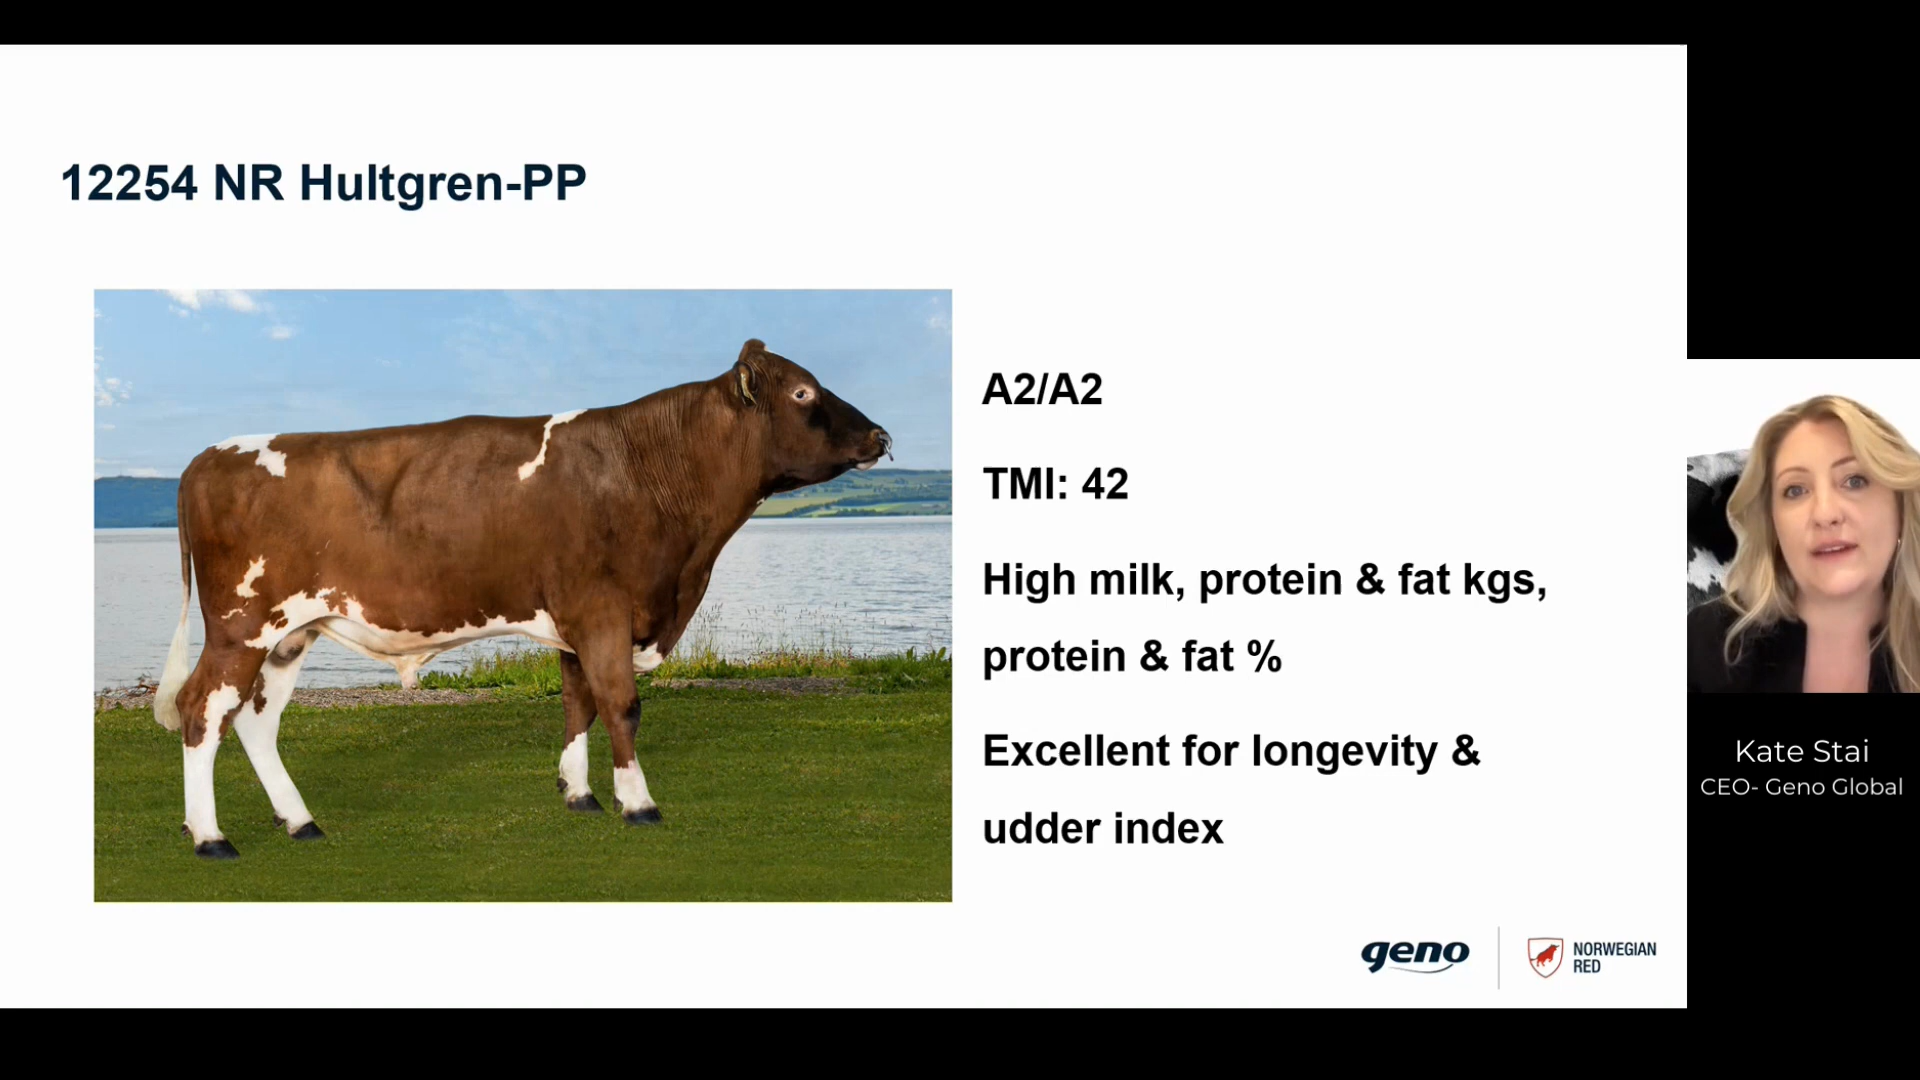 12254 NR Hultgren-PP
A2/A2
TMI: 42
High milk, protein & fat kgs,
protein & fat %
Excellent for longevity &
udder index
geno
NORWEGIAN
RED
Kate Stai
CEO- Geno Global